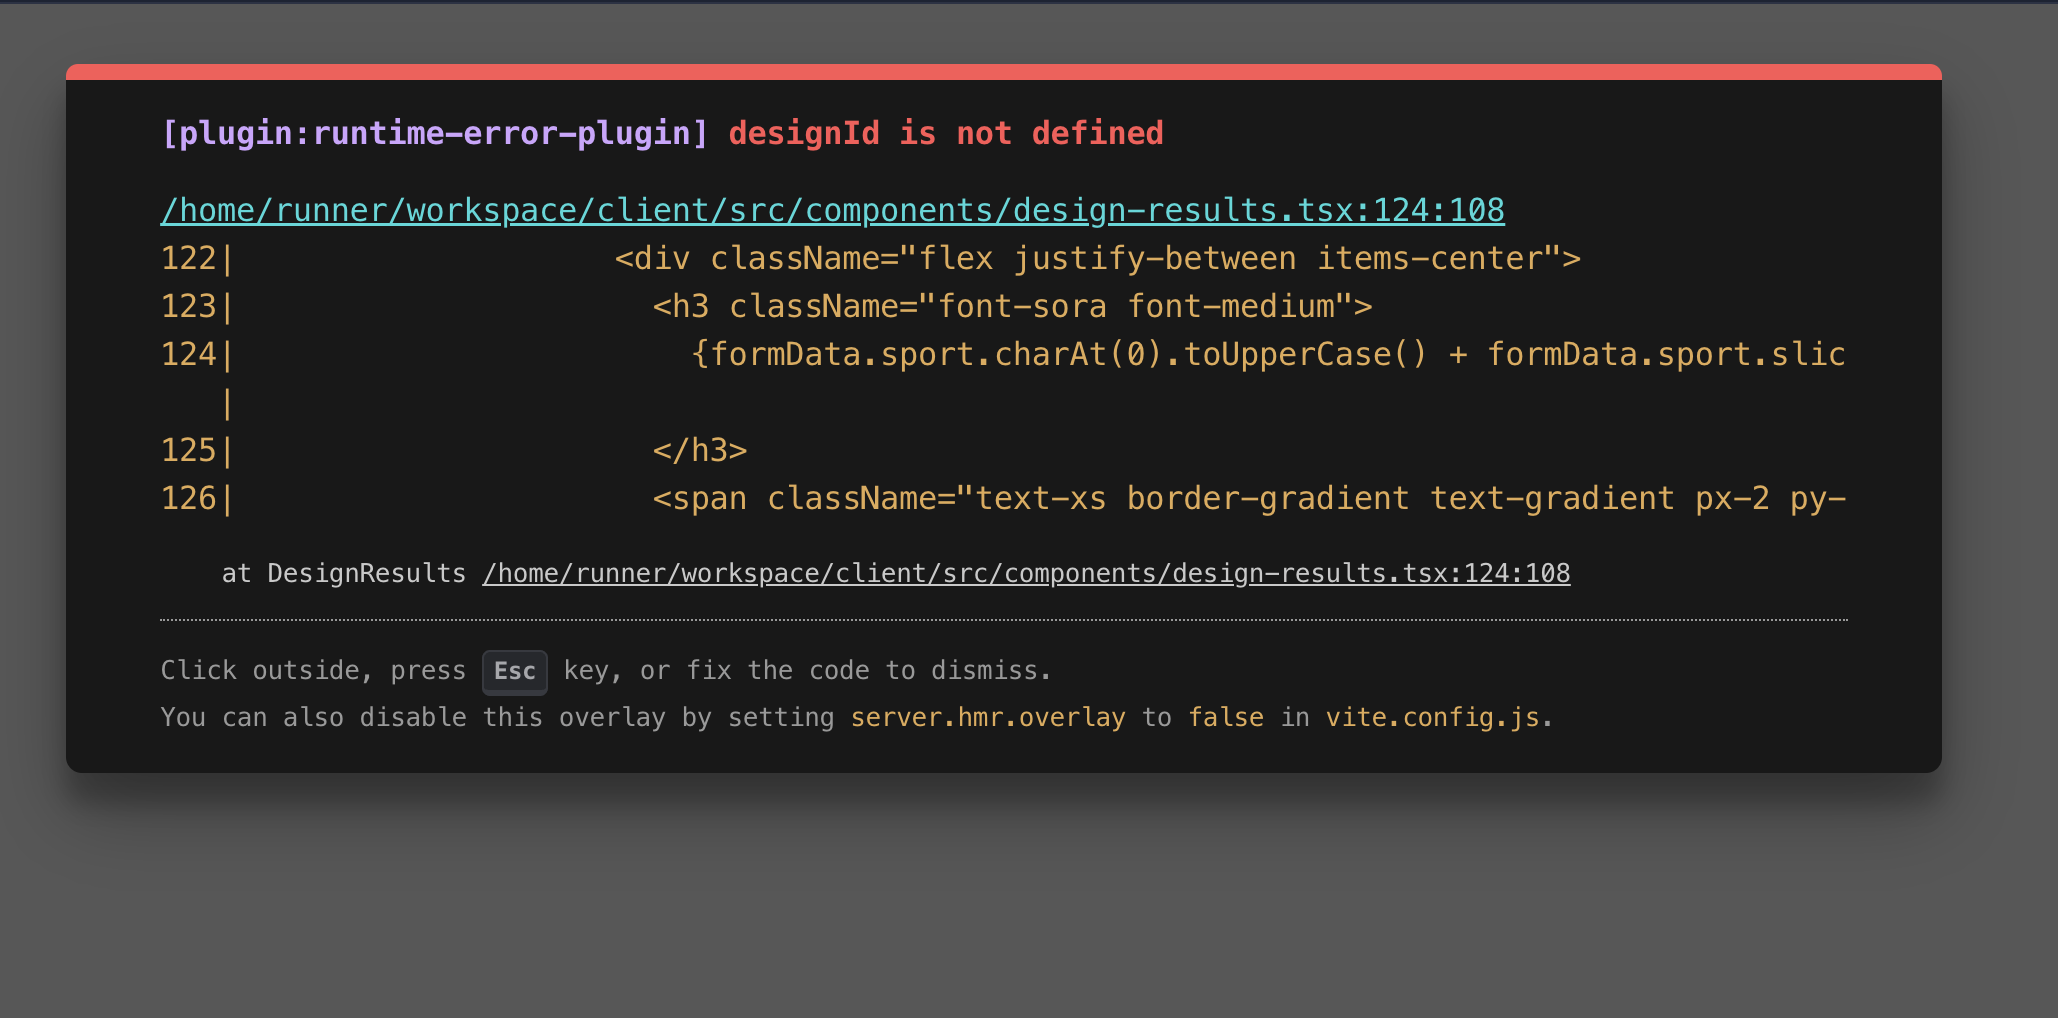 [plugin:runtime-error-plugin] designId is not defined
/home/runner/workspace/client/src/components/design-results.tsx:124:108
122|                    <div className="flex justify-between items-center">
123|                      <h3 className="font-sora font-medium">
124|                        {formData.sport.charAt(0).toUpperCase() + formData.sport.slic
   |
125|                      </h3>
126|                      <span className="text-xs border-gradient text-gradient px-2 py-
    at DesignResults /home/runner/workspace/client/src/components/design-results.tsx:124:108
Click outside, press Esc key, or fix the code to dismiss.
You can also disable this overlay by setting server.hmr.overlay to false in vite.config.js.